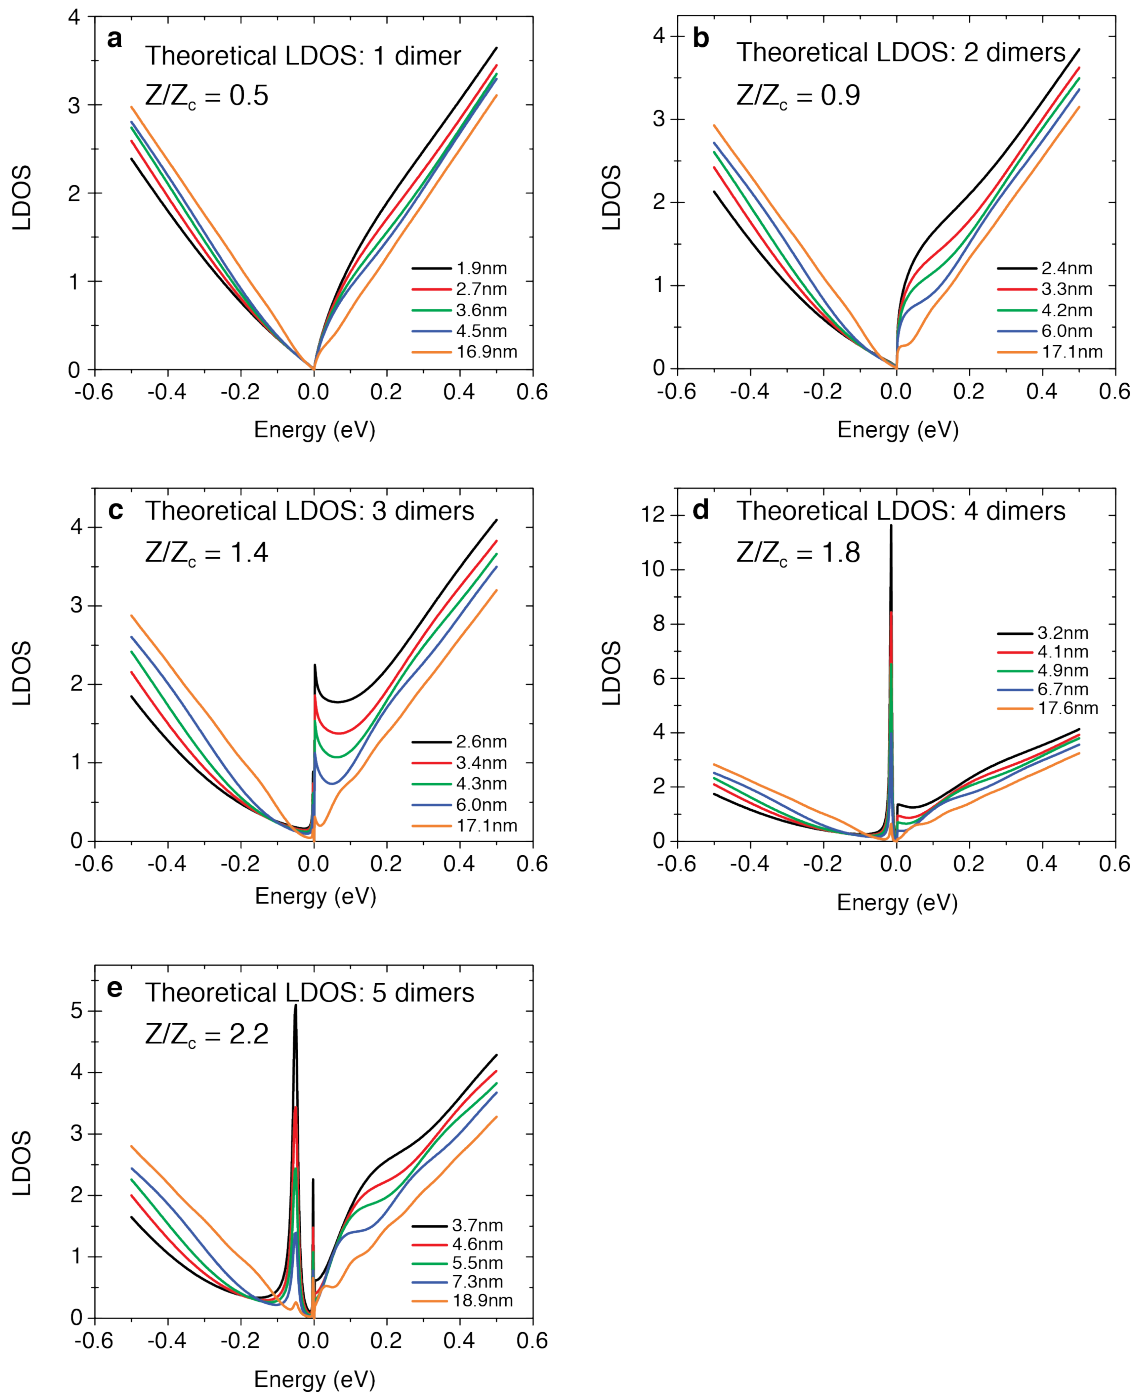 a
Theoretical LDOS: 1 dimer
Z/Zc = 0.5
LDOS
4
3
2
1
0
1.9nm
2.7nm
3.6nm
4.5nm
16.9nm
-0.6 -0.4 -0.2 0.0 0.2 0.4 0.6
Energy (eV)
b
Theoretical LDOS: 2 dimers
Z/Zc = 0.9
LDOS
4
3
2
1
0
2.4nm
3.3nm
4.2nm
6.0nm
17.1nm
-0.6 -0.4 -0.2 0.0 0.2 0.4 0.6
Energy (eV)
c
Theoretical LDOS: 3 dimers
Z/Zc = 1.4
LDOS
4
3
2
1
0
2.6nm
3.4nm
4.3nm
6.0nm
17.1nm
-0.6 -0.4 -0.2 0.0 0.2 0.4 0.6
Energy (eV)
d
Theoretical LDOS: 4 dimers
Z/Zc = 1.8
LDOS
12
10
8
6
4
2
0
3.2nm
4.1nm
4.9nm
6.7nm
17.6nm
-0.6 -0.4 -0.2 0.0 0.2 0.4 0.6
Energy (eV)
e
Theoretical LDOS: 5 dimers
Z/Zc = 2.2
LDOS
5
4
3
2
1
0
3.7nm
4.6nm
5.5nm
7.3nm
18.9nm
-0.6 -0.4 -0.2 0.0 0.2 0.4 0.6
Energy (eV)